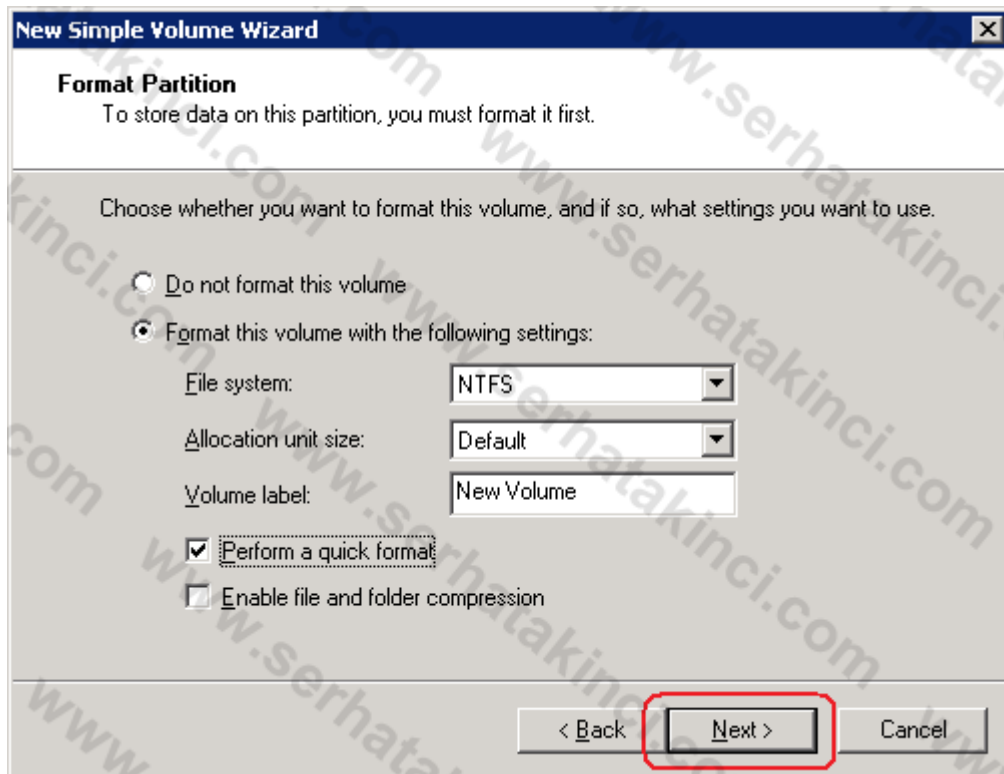 New Simple Volume Wizard
Format Partition
To store data on this partition, you must format it first.
Choose whether you want to format this volume, and if so, what settings you want to use.
Do not format this volume
Format this volume with the following settings:
File system: NTFS
Allocation unit size: Default
Volume label: New Volume
Perform a quick format
Enable file and folder compression
< Back Next > Cancel
www.serhatakinci.com